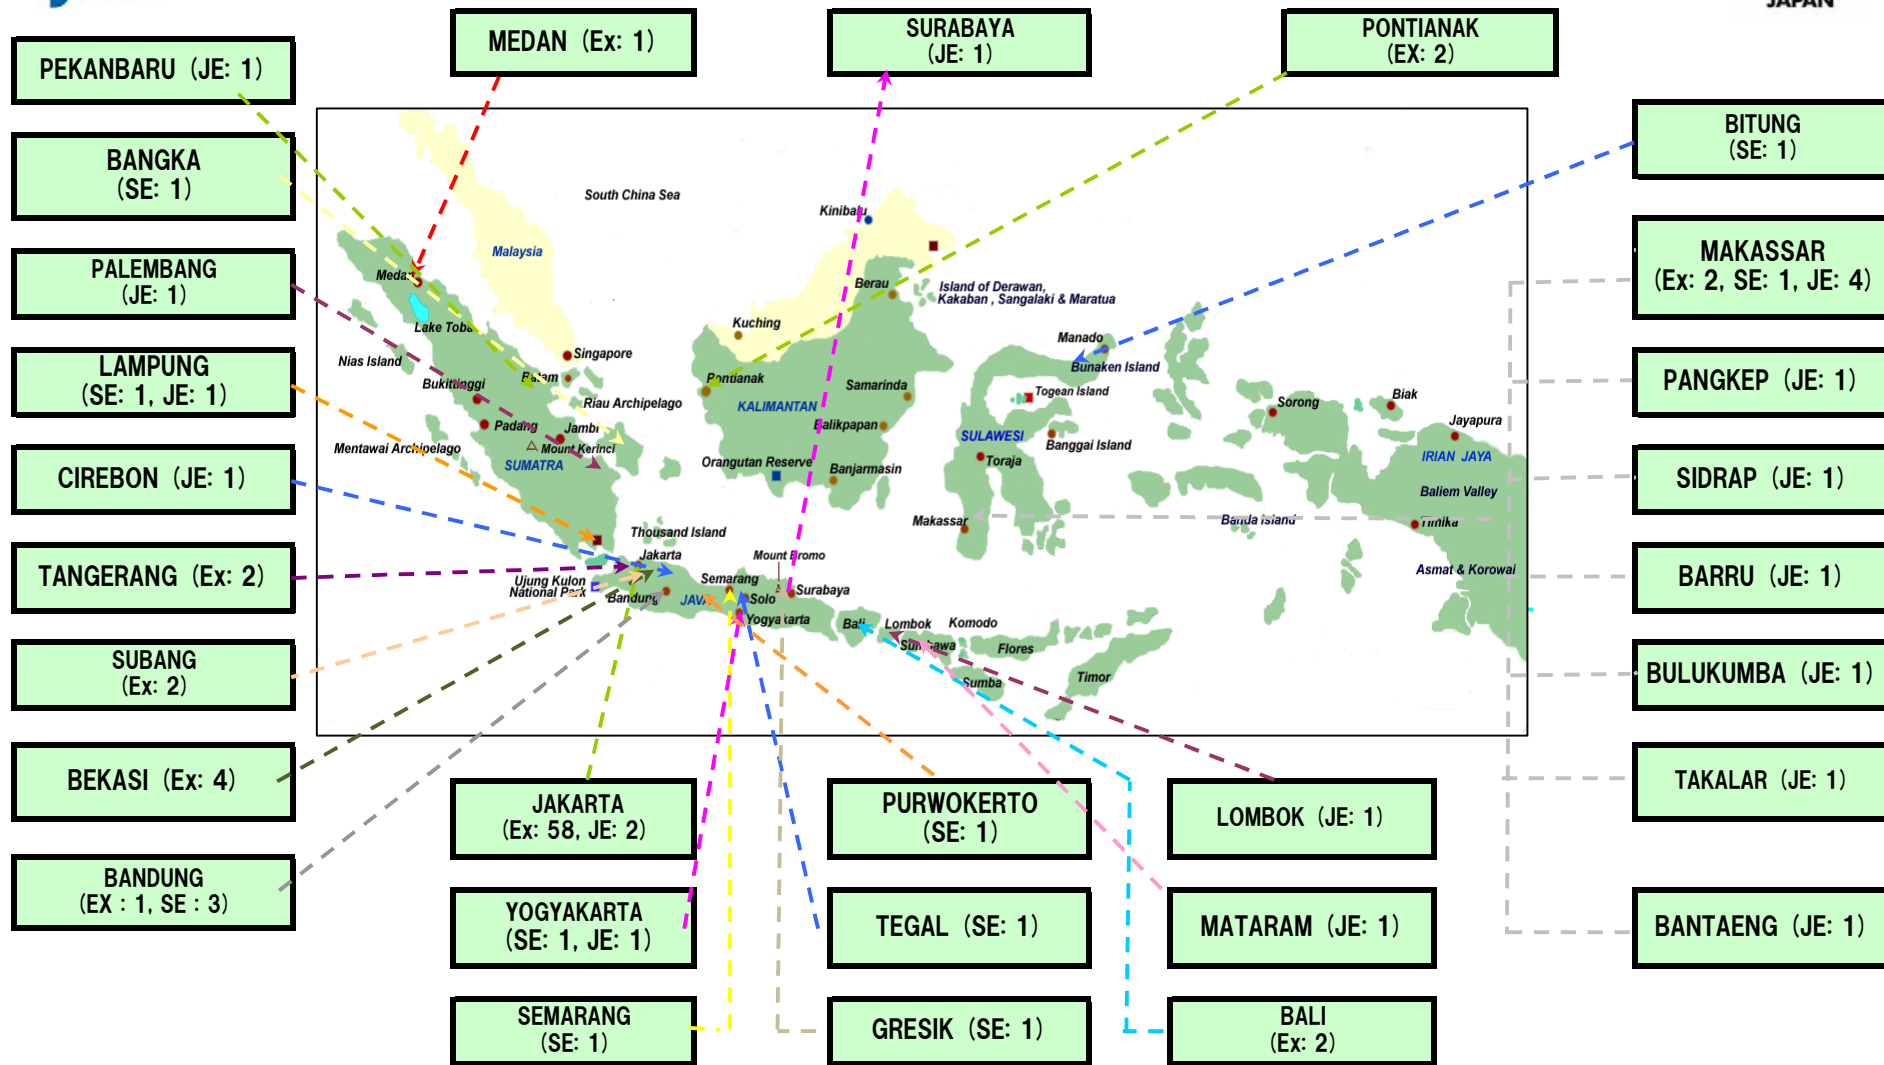 JAPAN
PEKANBARU (JE: 1)
MEDAN (Ex: 1)
SURABAYA
(JE: 1)
PONTIANAK
(EX: 2)
BANGKA
(SE: 1)
PALEMBANG
(JE: 1)
LAMPUNG
(SE: 1, JE: 1)
CIREBON (JE: 1)
TANGERANG (Ex: 2)
SUBANG
(Ex: 2)
BEKASI (Ex: 4)
BANDUNG
(EX : 1, SE : 3)
BITUNG
(SE: 1)
MAKASSAR
(Ex: 2, SE: 1, JE: 4)
PANGKEP (JE: 1)
SIDRAP (JE: 1)
BARRU (JE: 1)
BULUKUMBA (JE: 1)
TAKALAR (JE: 1)
BANTAENG (JE: 1)
South China Sea
Malaysia
Kinibalu
Medan
Lake Toba
Nias Island
Singapore
Batam
Bukittinggi
Riau Archipelago
Padang
Jambi
Mount Kerinci
Mentawai Archipelago
SUMATRA
Kuching
Berau
Island of Derawan,
Kakaban , Sangalaki & Maratua
Pontianak
Samarinda
KALIMANTAN
Balikpapan
Orangutan Reserve
Banjarmasin
Manado
Bunaken Island
Togean Island
SULAWESI
Banggai Island
Toraja
Makassar
Sorong
Biak
Jayapura
IRIAN JAYA
Baliem Valley
Banda Island
Timika
Asmat & Korowai
Thousand Island
Jakarta
Mount Bromo
Ujung Kulon
National Park
Bandung
JAVA
Semarang
Solo
Surabaya
Yogyakarta
Bali
Lombok
Komodo
Sumbawa
Flores
Sumba
Timor
JAKARTA
(Ex: 58, JE: 2)
PURWOKERTO
(SE: 1)
LOMBOK (JE: 1)
YOGYAKARTA
(SE: 1, JE: 1)
TEGAL (SE: 1)
MATARAM (JE: 1)
SEMARANG
(SE: 1)
GRESIK (SE: 1)
BALI
(Ex: 2)